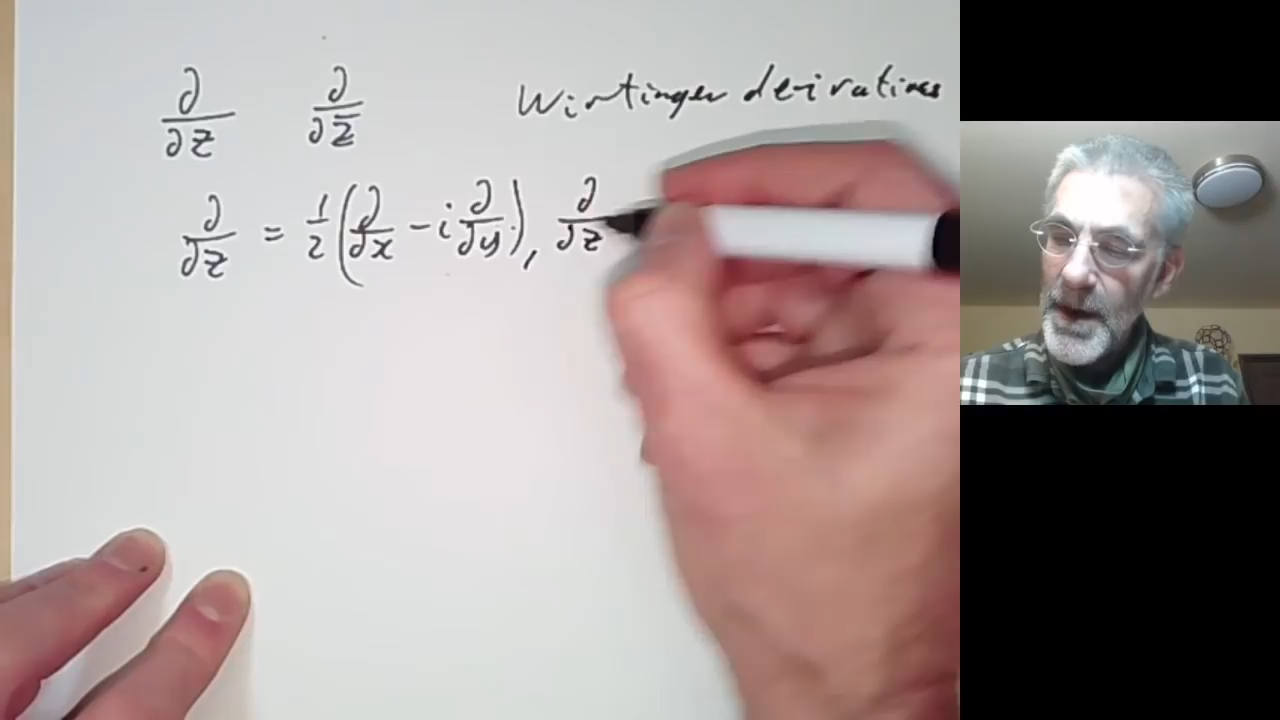 ∂/∂z ∂/∂z̄ Wirtinger derivatives
∂/∂z = 1/2 (∂/∂x - i ∂/∂y), ∂/∂z